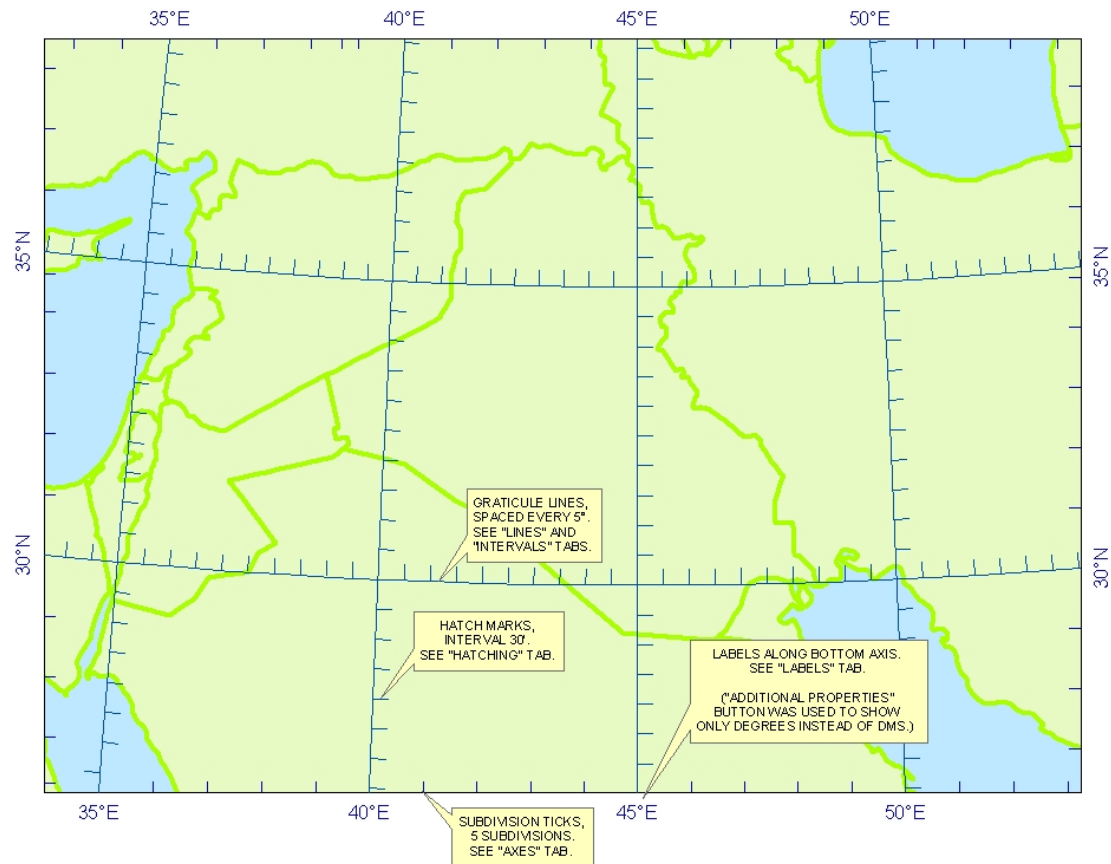 35°E 40°E 45°E 50°E
35°N
35°N
GRATICULE LINES,
SPACED EVERY 5°.
SEE "LINES" AND
"INTERVALS" TABS.
30°N
30°N
HATCH MARKS,
INTERVAL 30'.
SEE "HATCHING" TAB.
LABELS ALONG BOTTOM AXIS.
SEE "LABELS" TAB.
("ADDITIONAL PROPERTIES"
BUTTON WAS USED TO SHOW
ONLY DEGREES INSTEAD OF DMS.)
35°E 40°E 45°E 50°E
SUBDIVISION TICKS,
5 SUBDIVISIONS.
SEE "AXES" TAB.